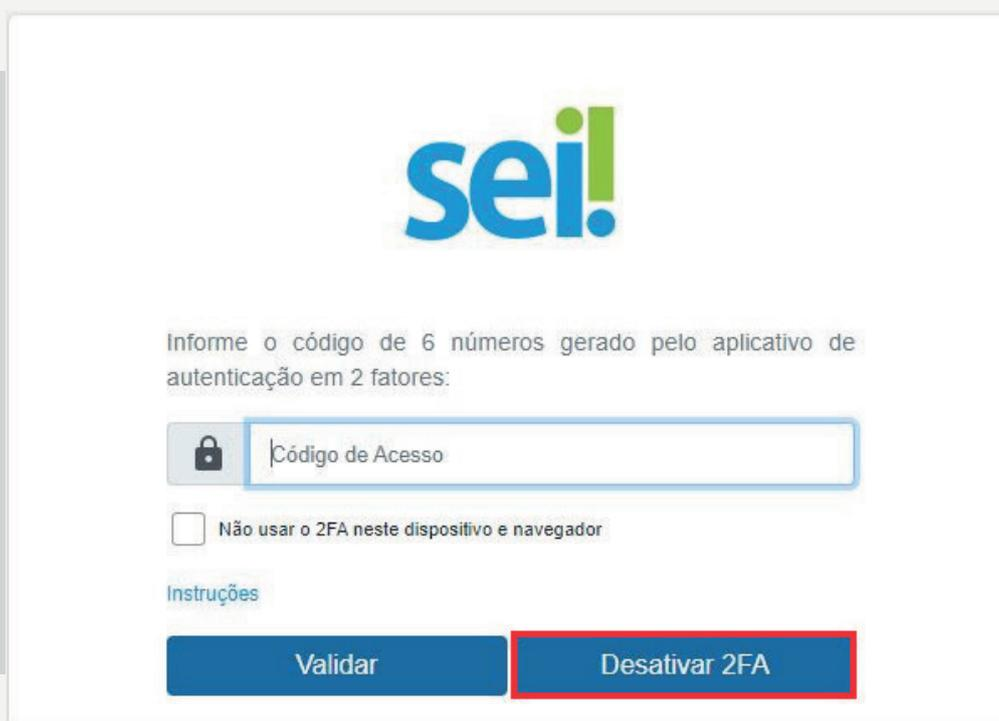 sei!
Informe o código de 6 números gerado pelo aplicativo de
autenticação em 2 fatores:
Código de Acesso
Não usar o 2FA neste dispositivo e navegador
Instruções
Validar
Desativar 2FA